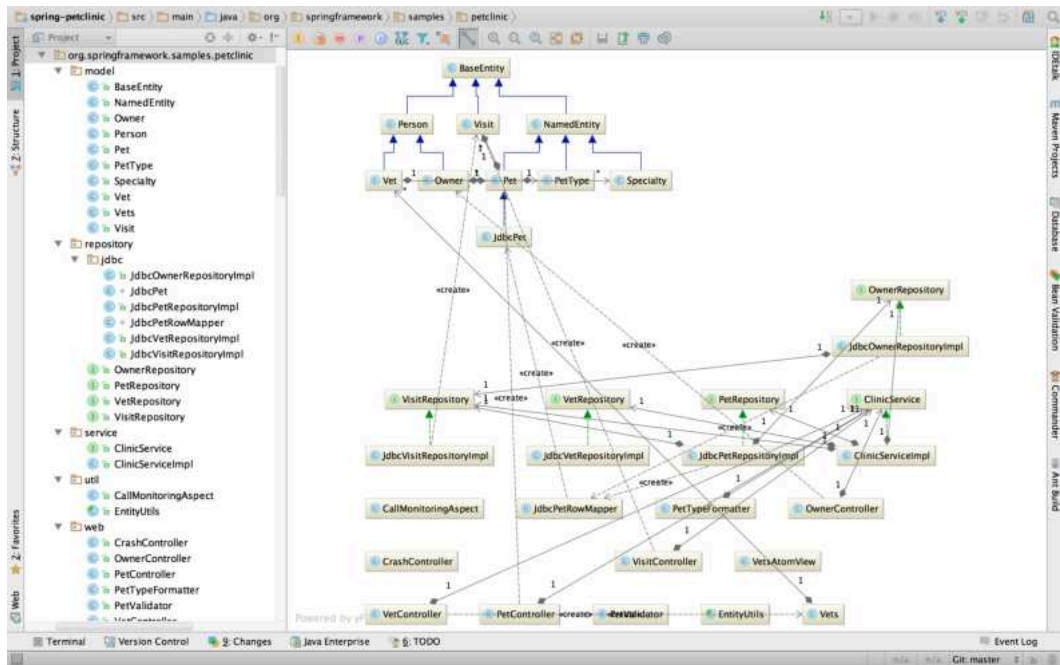 spring-petclinic src main java org springframework samples petclinic
Project
org.springframework.samples.petclinic
model
BaseEntity
NamedEntity
Owner
Person
Pet
PetType
Specialty
Vet
Vets
Visit
repository
jdbc
JdbcOwnerRepositoryImpl
JdbcPet
JdbcPetRepositoryImpl
JdbcPetRowMapper
JdbcVetRepositoryImpl
JdbcVisitRepositoryImpl
OwnerRepository
PetRepository
VetRepository
VisitRepository
service
ClinicService
ClinicServiceImpl
util
CallMonitoringAspect
EntityUtils
web
CrashController
OwnerController
PetController
PetTypeFormatter
PetValidator
VetController
1: Project
7: Structure
2: Favorites
Web
BaseEntity
Person Visit NamedEntity
Vet Owner Pet PetType Specialty
JdbcPet
«create»
OwnerRepository
«create» «create»
JdbcOwnerRepositoryImpl
«create»
VisitRepository VetRepository PetRepository ClinicService
«create»
«create»
JdbcVisitRepositoryImpl JdbcVetRepositoryImpl JdbcPetRepositoryImpl ClinicServiceImpl
«create»
CallMonitoringAspect JdbcPetRowMapper PetTypeFormatter OwnerController
CrashController VisitController VetsAtomView
VetController PetController «create» PetValidator EntityUtils Vets
Powered by
IDEtalk
Maven Projects
Database
Bean Validation
Commander
Ant Build
Terminal Version Control 9: Changes Java Enterprise 6: TODO Event Log
n/a n/a Git: master